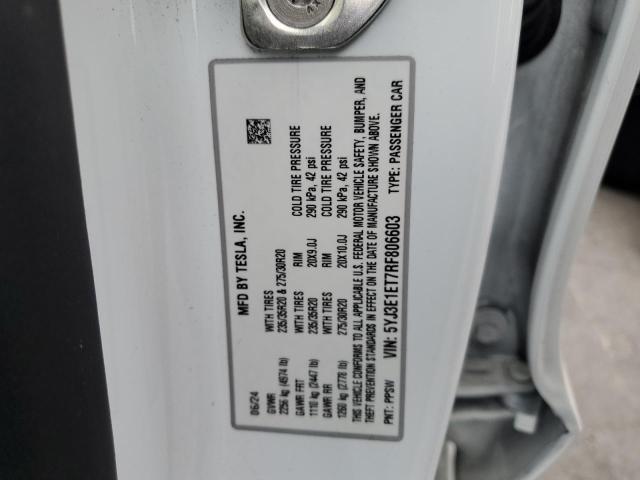 MFD BY TESLA, INC.
06/24
GVWR WITH TIRES
2256 kg (4974 lb) 235/35R20 & 275/30R20
GAWR FRT WITH TIRES RIM COLD TIRE PRESSURE
1110 kg (2447 lb) 235/35R20 20X9.0J 290 kPa, 42 psi
GAWR RR WITH TIRES RIM COLD TIRE PRESSURE
1260 kg (2778 lb) 275/30R20 20X10.0J 290 kPa, 42 psi
THIS VEHICLE CONFORMS TO ALL APPLICABLE U.S. FEDERAL MOTOR VEHICLE SAFETY, BUMPER, AND
THEFT PREVENTION STANDARDS IN EFFECT ON THE DATE OF MANUFACTURE SHOWN ABOVE.
VIN: 5YJ3E1ET7RF806603
PNT: PPSW TYPE: PASSENGER CAR